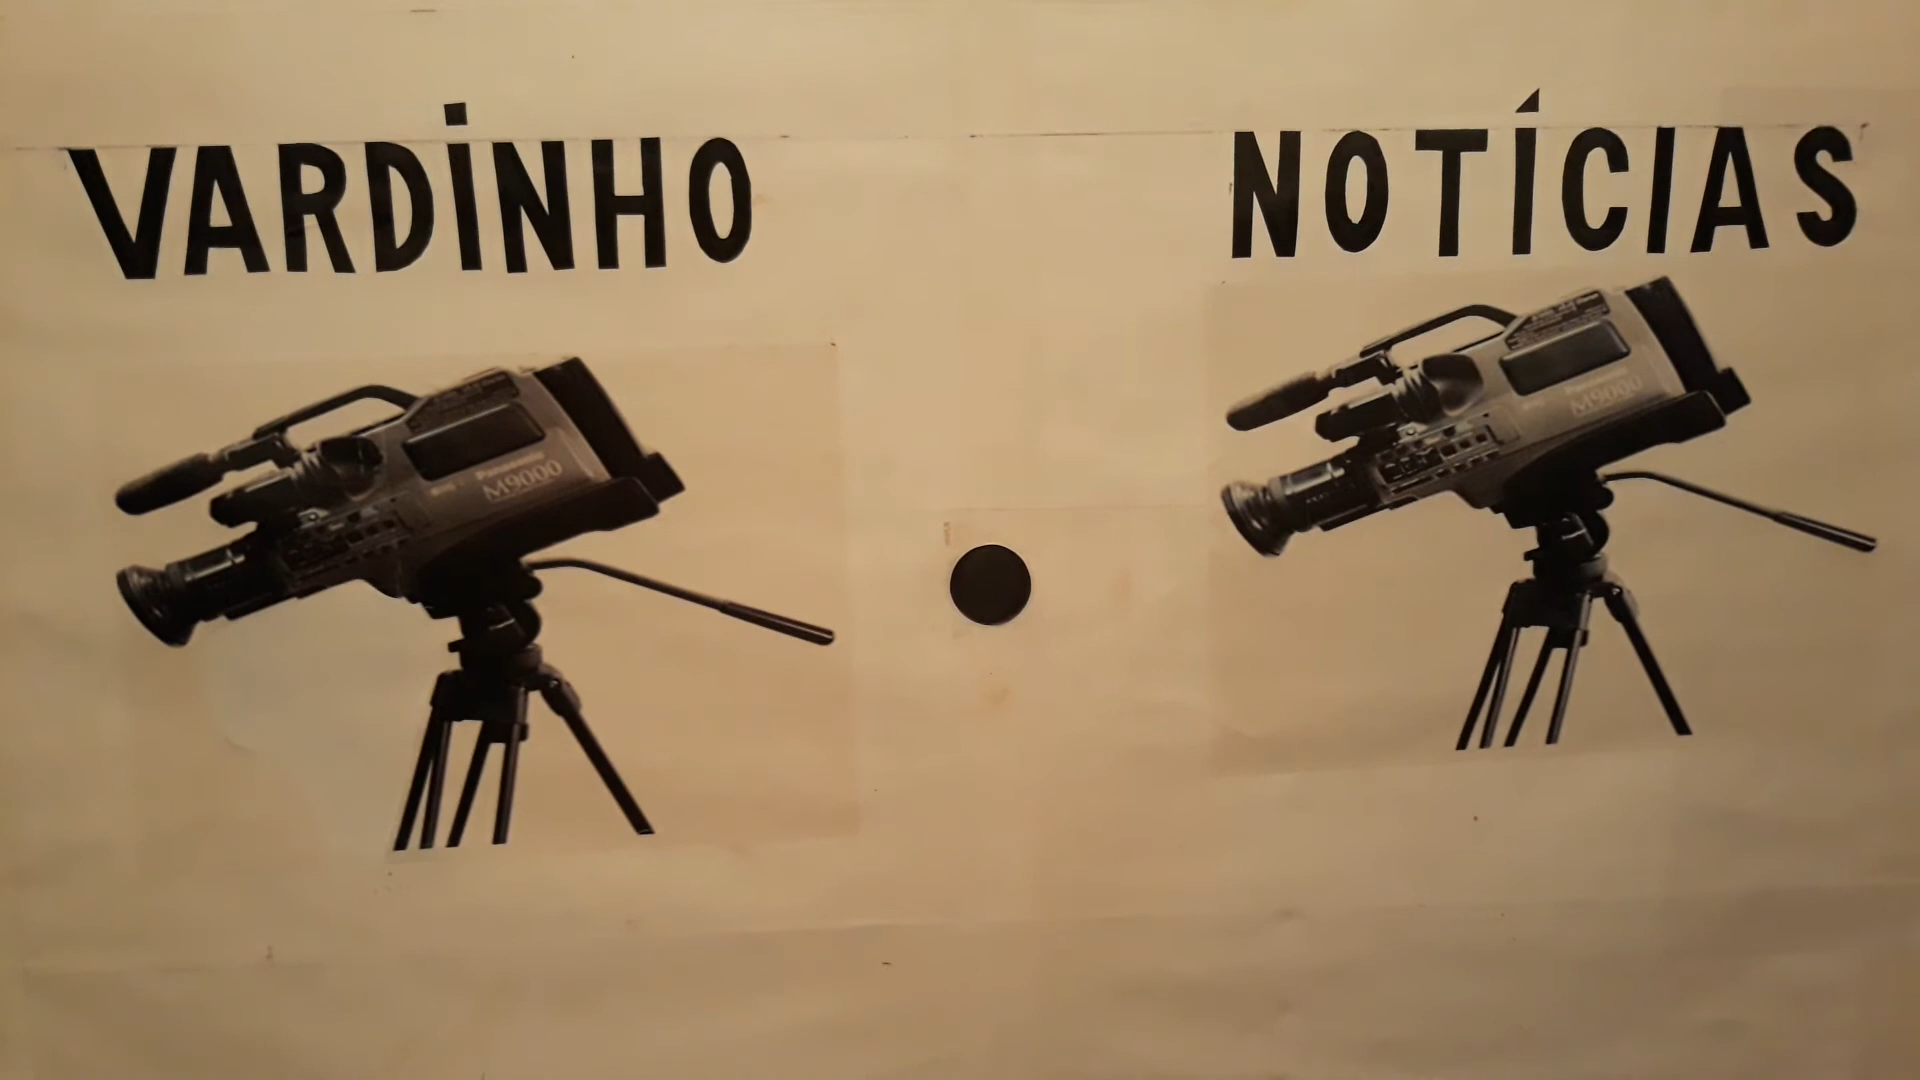 VARDINHO NOTÍCIAS
Panasonic
M9000
Panasonic
M9000